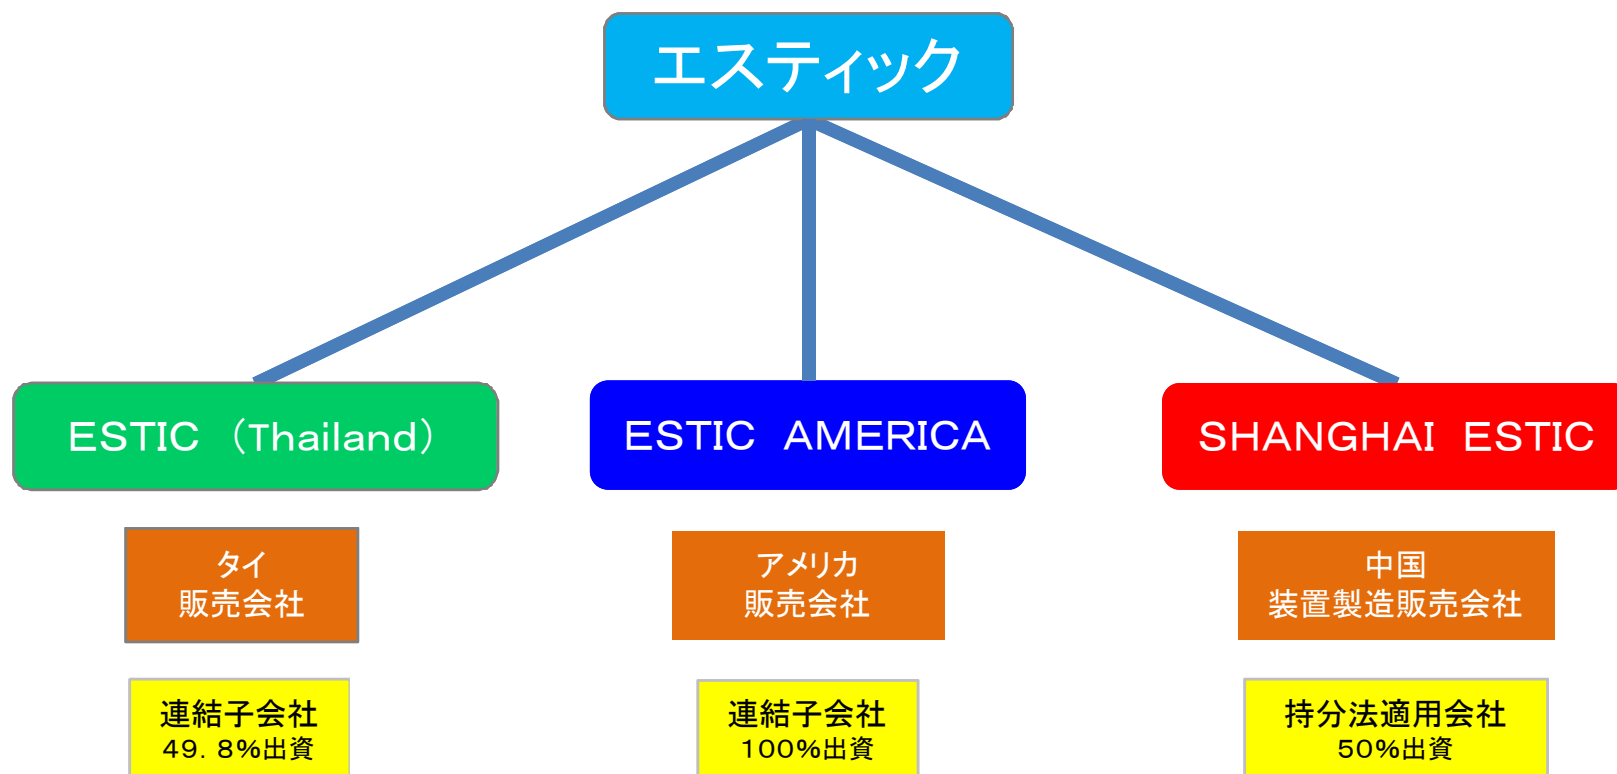 エスティック
ESTIC （Thailand）
ESTIC　AMERICA
SHANGHAI　ESTIC
タイ
販売会社
アメリカ
販売会社
中国
装置製造販売会社
連結子会社
49．8%出資
連結子会社
100%出資
持分法適用会社
50%出資